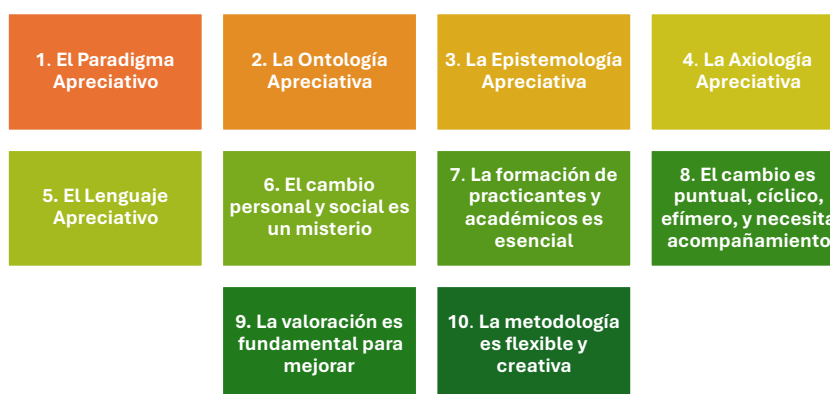 1. El Paradigma
Apreciativo
2. La Ontología
Apreciativa
3. La Epistemología
Apreciativa
4. La Axiología
Apreciativa
5. El Lenguaje
Apreciativo
6. El cambio
personal y social es
un misterio
7. La formación de
practicantes y
académicos es
esencial
8. El cambio es
puntual, cíclico,
efímero, y necesita
acompañamiento
9. La valoración es
fundamental para
mejorar
10. La metodología
es flexible y
creativa